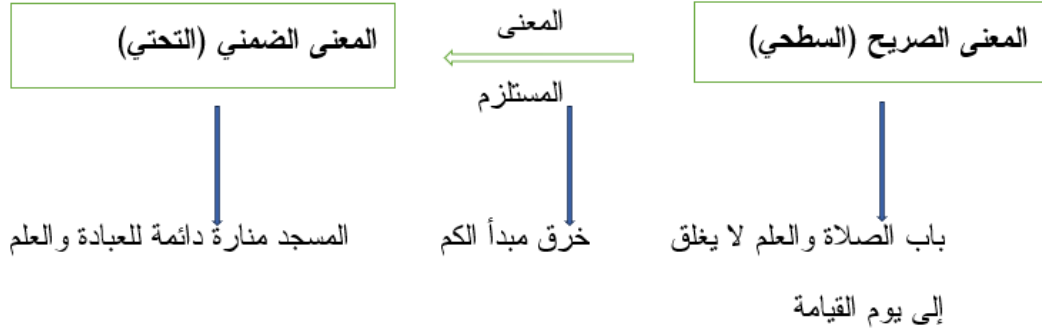 المعنى الصريح (السطحي)
المعنى
المستلزم
المعنى الضمني (التحتي)
باب الصلاة والعلم لا يغلق
إلى يوم القيامة
خرق مبدأ الكم
المسجد منارة دائمة للعبادة والعلم